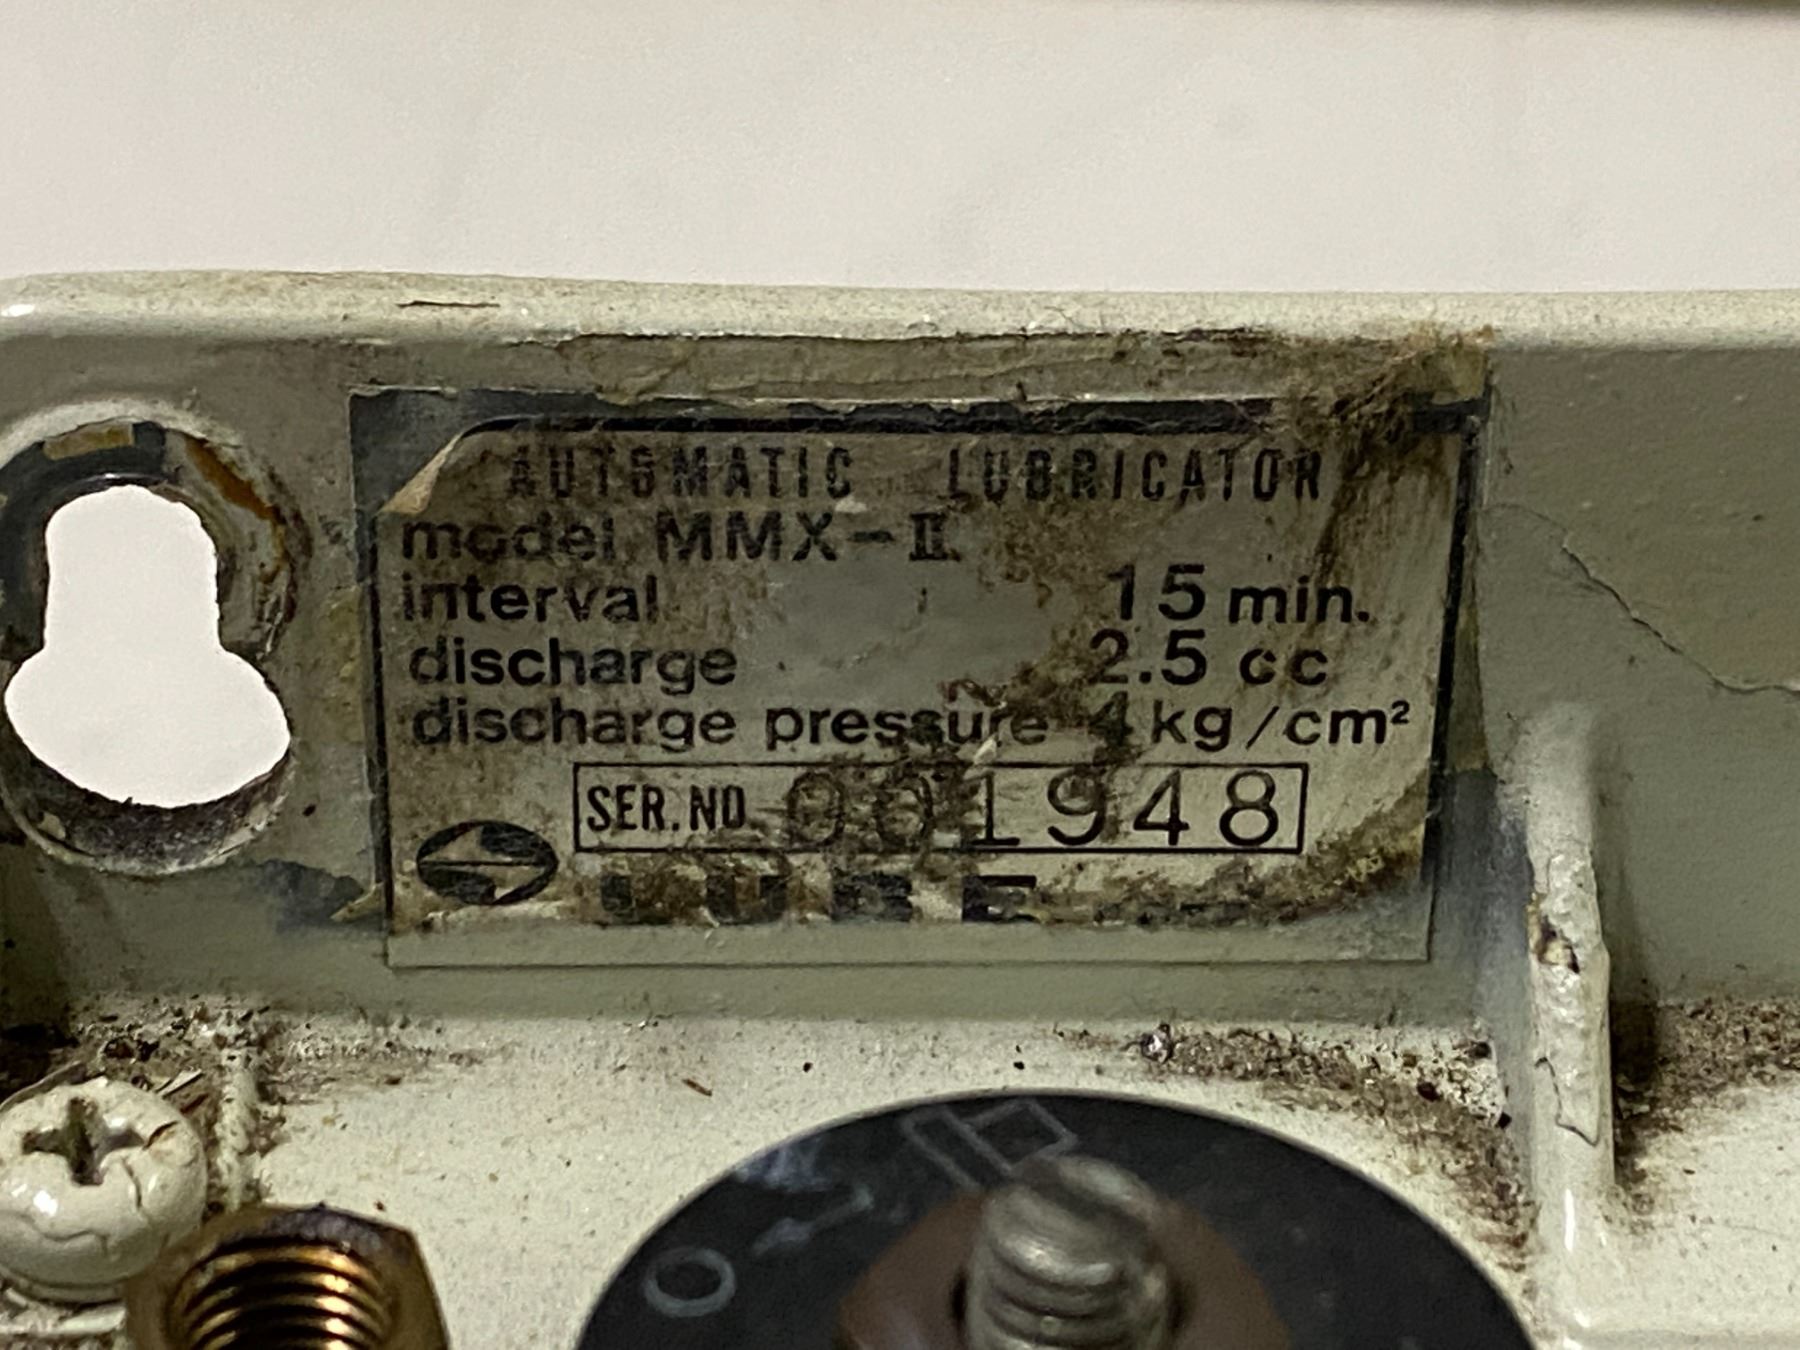 AUTOMATIC LUBRICATOR
model MMX-II
interval 15 min.
discharge 2.5 cc
discharge pressure 4 kg/cm²
SER.NO 001948
LUBE